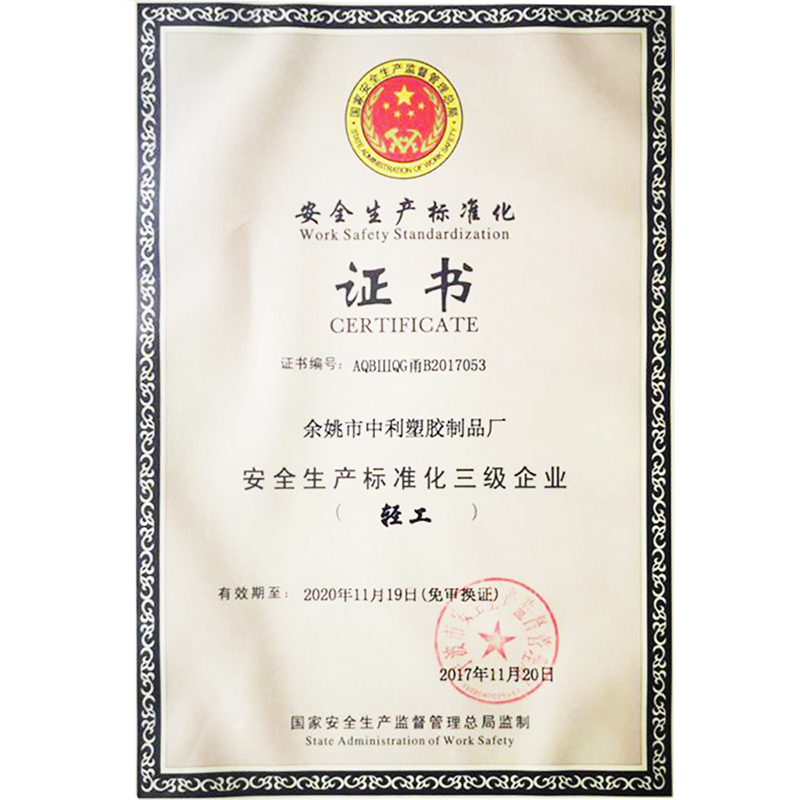 国家安全生产监督管理总局
STATE ADMINISTRATION OF WORK SAFETY
安全生产标准化
Work Safety Standardization
证书
CERTIFICATE
证书编号： AQBIIIQG甬B2017053
余姚市中利塑胶制品厂
安全生产标准化三级企业
（ 轻工 ）
有效期至： 2020年11月19日(免审换证)
2017年11月20日
国家安全生产监督管理总局监制
State Administration of Work Safety